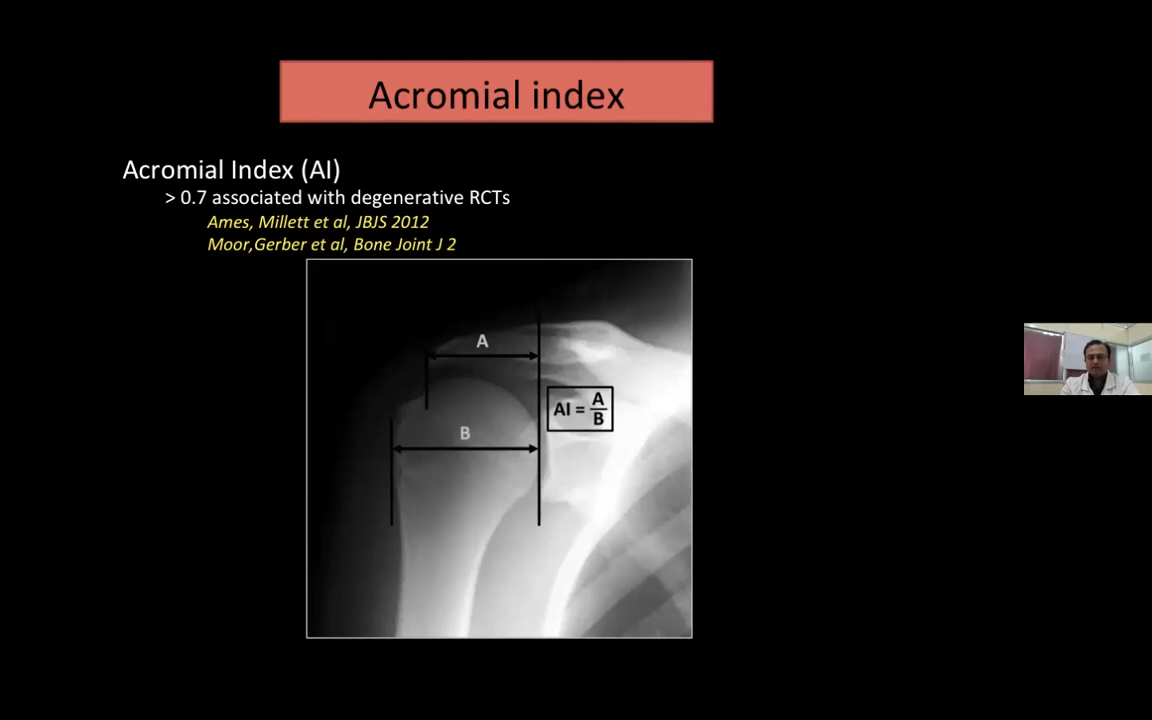 Acromial index
Acromial Index (AI)
> 0.7 associated with degenerative RCTs
Ames, Millett et al, JBJS 2012
Moor,Gerber et al, Bone Joint J 2
A
AI = A
B
B